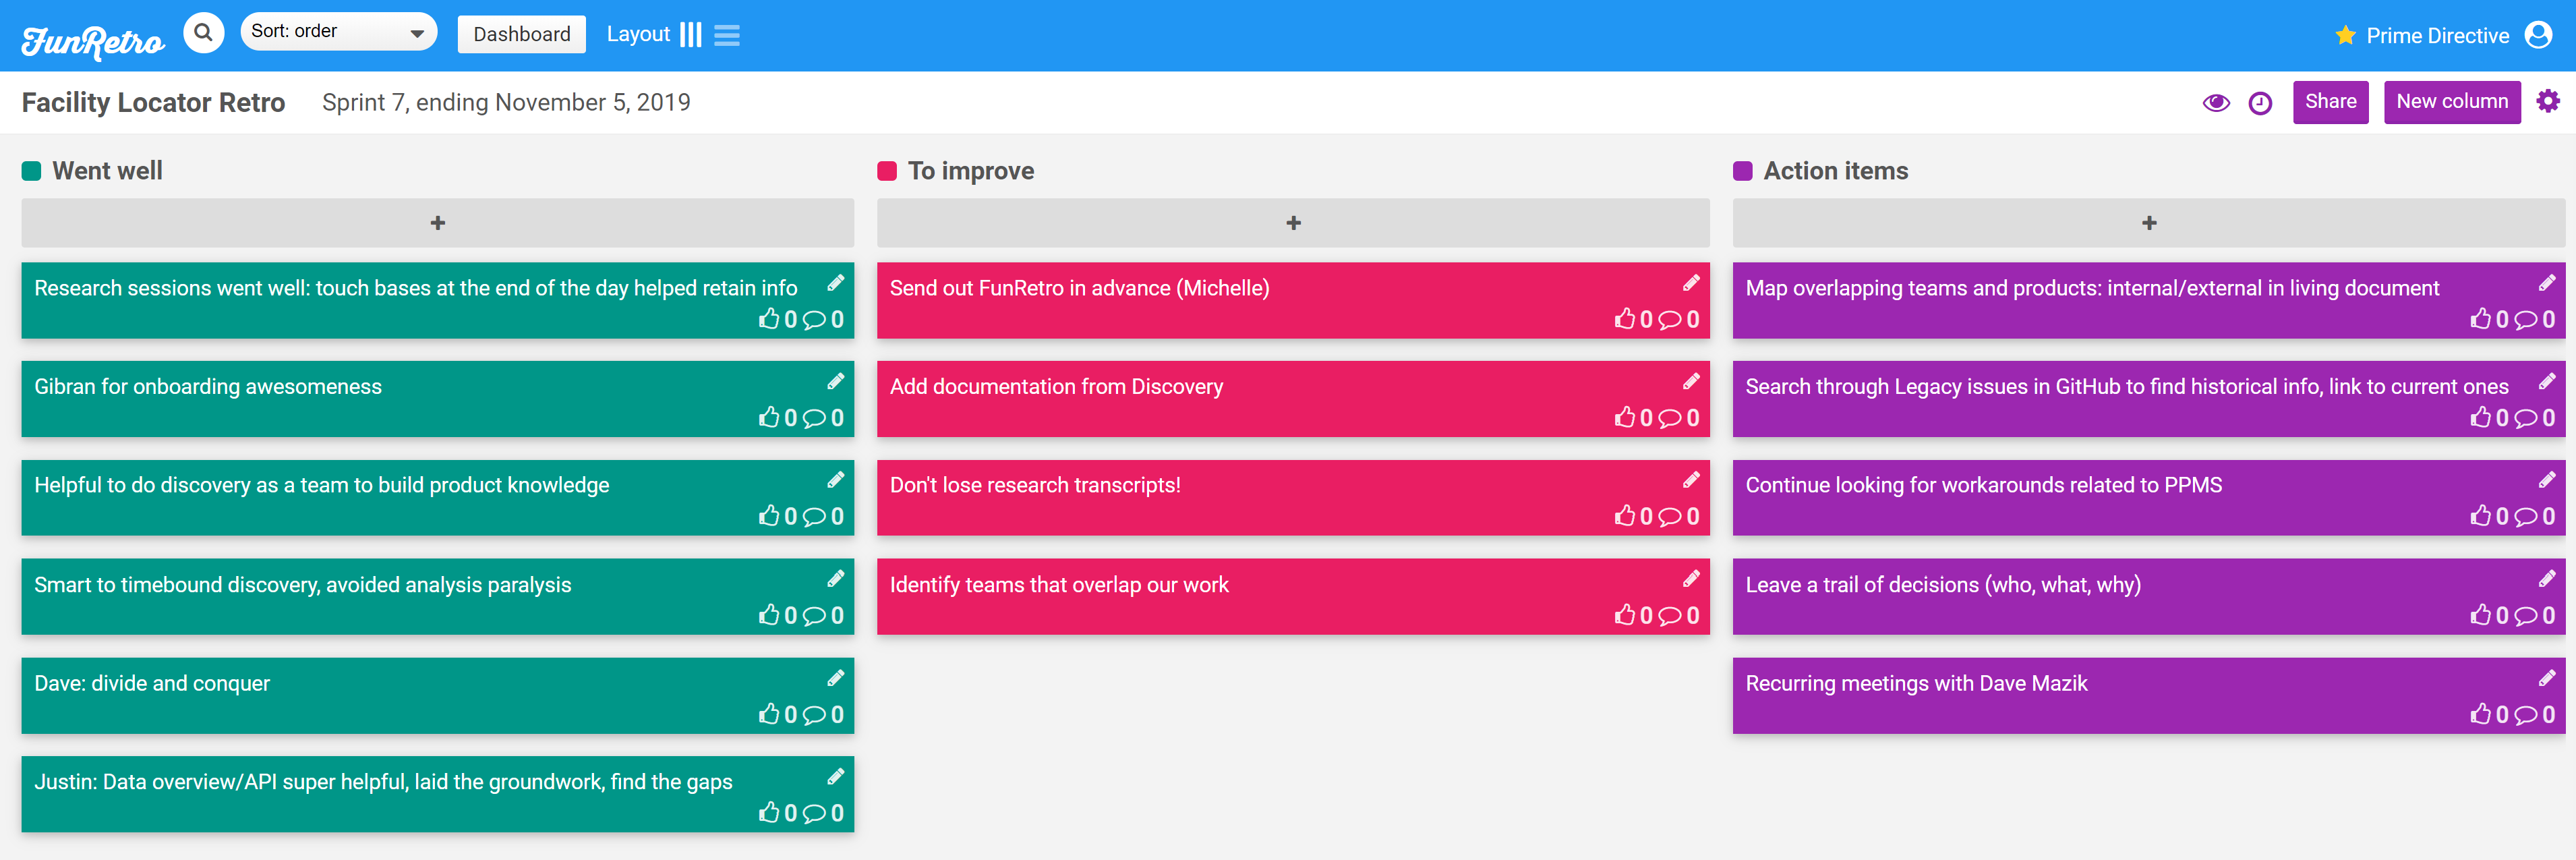 FunRetro
Sort: order
Dashboard
Layout
Prime Directive
Facility Locator Retro
Sprint 7, ending November 5, 2019
Share
New column
Went well
+
Research sessions went well: touch bases at the end of the day helped retain info
0 0
Gibran for onboarding awesomeness
0 0
Helpful to do discovery as a team to build product knowledge
0 0
Smart to timebound discovery, avoided analysis paralysis
0 0
Dave: divide and conquer
0 0
Justin: Data overview/API super helpful, laid the groundwork, find the gaps
0 0
To improve
+
Send out FunRetro in advance (Michelle)
0 0
Add documentation from Discovery
0 0
Don't lose research transcripts!
0 0
Identify teams that overlap our work
0 0
Action items
+
Map overlapping teams and products: internal/external in living document
0 0
Search through Legacy issues in GitHub to find historical info, link to current ones
0 0
Continue looking for workarounds related to PPMS
0 0
Leave a trail of decisions (who, what, why)
0 0
Recurring meetings with Dave Mazik
0 0